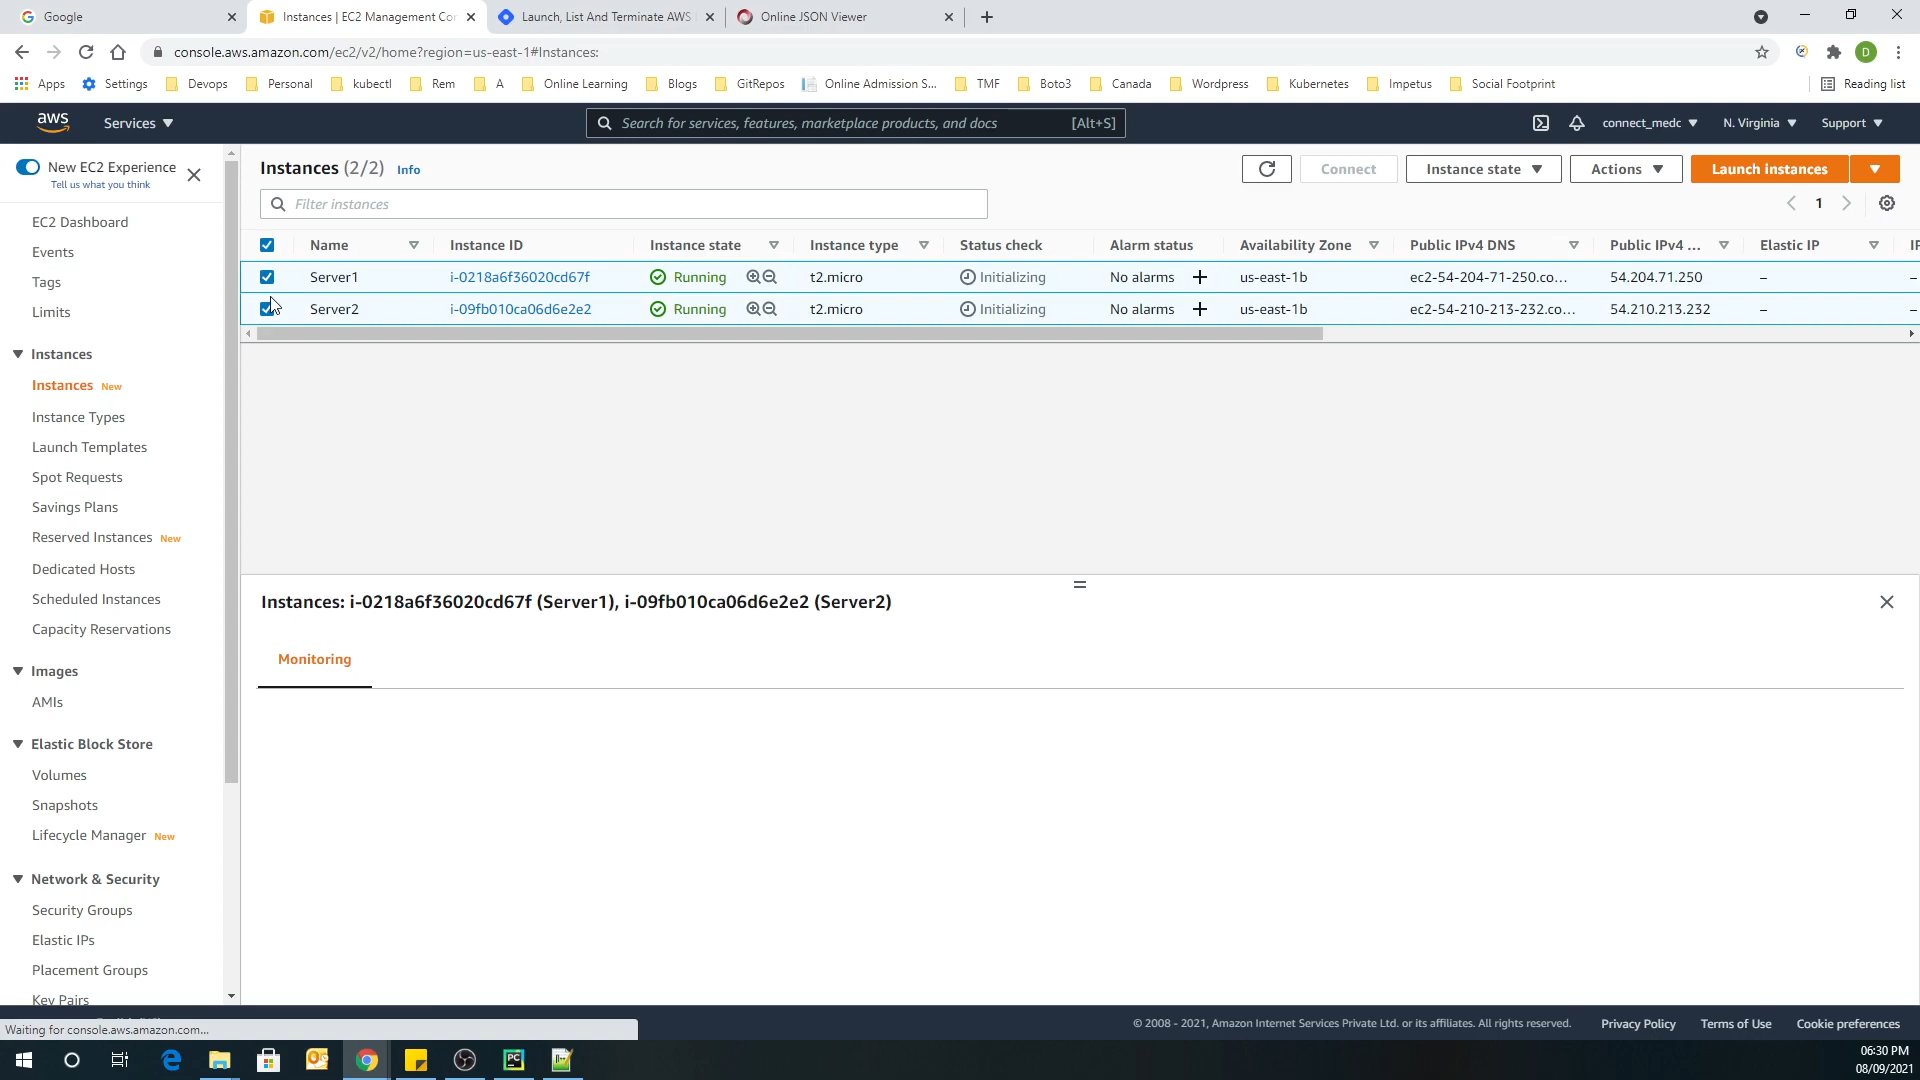 Google
Instances | EC2 Management Con
Launch, List And Terminate AWS
Online JSON Viewer
console.aws.amazon.com/ec2/v2/home?region=us-east-1#Instances:
D
Apps
Settings
Devops
Personal
kubectl
Rem
A
Online Learning
Blogs
GitRepos
Online Admission S...
TMF
Boto3
Canada
Wordpress
Kubernetes
Impetus
Social Footprint
Reading list
aws
Services
Search for services, features, marketplace products, and docs
[Alt+S]
connect_medc
N. Virginia
Support
New EC2 Experience
Tell us what you think
EC2 Dashboard
Events
Tags
Limits
Instances
Instances New
Instance Types
Launch Templates
Spot Requests
Savings Plans
Reserved Instances New
Dedicated Hosts
Scheduled Instances
Capacity Reservations
Images
AMIs
Elastic Block Store
Volumes
Snapshots
Lifecycle Manager New
Network & Security
Security Groups
Elastic IPs
Placement Groups
Key Pairs
Instances (2/2) Info
Connect
Instance state
Actions
Launch instances
Filter instances
1
Name Instance ID Instance state Instance type Status check Alarm status Availability Zone Public IPv4 DNS Public IPv4 ... Elastic IP
Server1 i-0218a6f36020cd67f Running t2.micro Initializing No alarms + us-east-1b ec2-54-204-71-250.co... 54.204.71.250 – –
Server2 i-09fb010ca06d6e2e2 Running t2.micro Initializing No alarms + us-east-1b ec2-54-210-213-232.co... 54.210.213.232 – –
Instances: i-0218a6f36020cd67f (Server1), i-09fb010ca06d6e2e2 (Server2)
Monitoring
Waiting for console.aws.amazon.com...
© 2008 - 2021, Amazon Internet Services Private Ltd. or its affiliates. All rights reserved.
Privacy Policy
Terms of Use
Cookie preferences
06:30 PM
08/09/2021